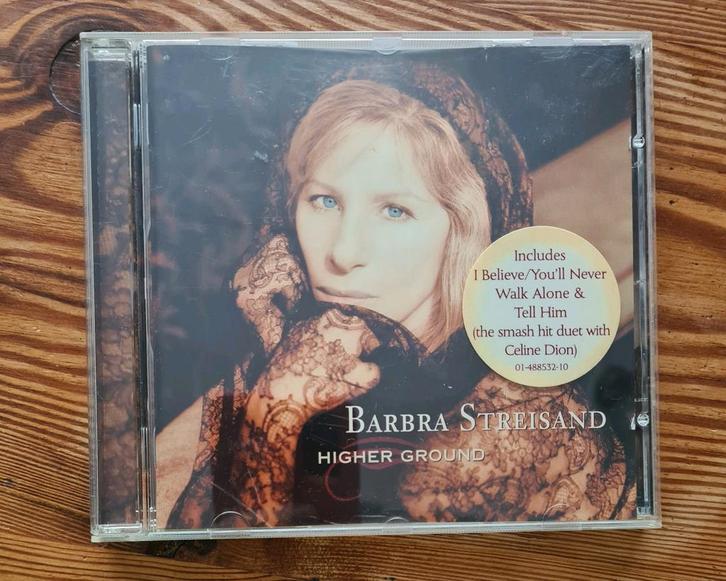 Includes
I Believe/You'll Never
Walk Alone &
Tell Him
(the smash hit duet with
Celine Dion)
01-488532-10
BARBRA STREISAND
HIGHER GROUND